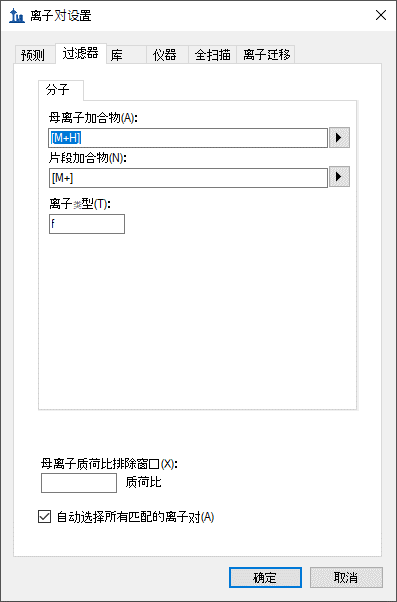 离子对设置
预测 过滤器 库 仪器 全扫描 离子迁移
分子
母离子加合物(A):
[M+H]
片段加合物(N):
[M+]
离子类型(T):
f
母离子质荷比排除窗口(X):
质荷比
自动选择所有匹配的离子对(A)
确定 取消